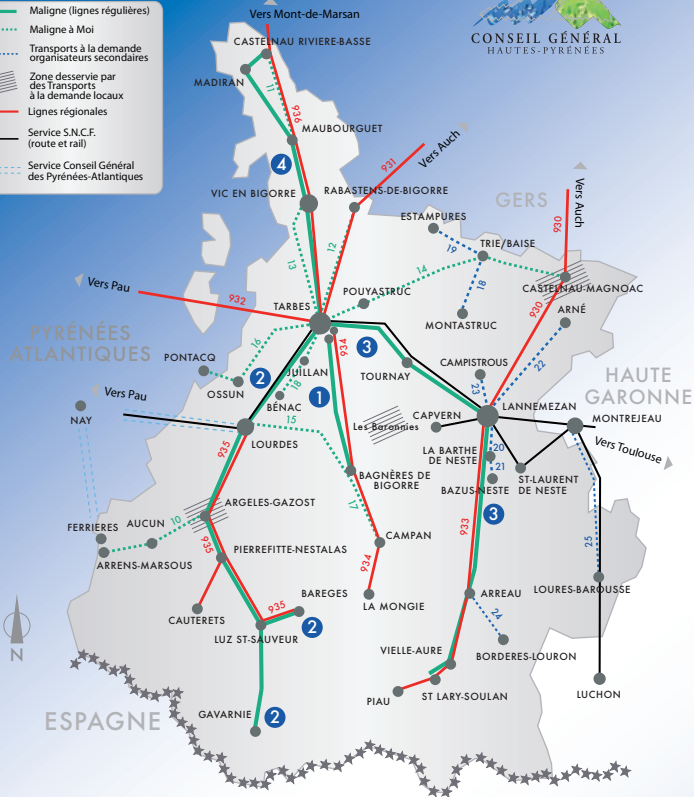 Maligne (lignes régulières)
Maligne à Moi
Transports à la demande
organisateurs secondaires
Zone desservie par
des Transports
à la demande locaux
Lignes régionales
Service S.N.C.F.
(route et rail)
Service Conseil Général
des Pyrénées-Atlantiques
CONSEIL GÉNÉRAL
HAUTES-PYRÉNÉES
Vers Mont-de-Marsan
CASTELNAU RIVIERE-BASSE
MADIRAN
11
936
MAUBOURGUET
4
931
Vers Auch
VIC EN BIGORRE
RABASTENS-DE-BIGORRE
GERS
Vers Auch
930
ESTAMPURES
19
TRIE/BAISE
12
13
14
18
Vers Pau
932
POUYASTRUC
CASTELNAU-MAGNOAC
TARBES
930
ARNÉ
MONTASTRUC
PYRÉNÉES
ATLANTIQUES
16
934
3
PONTACQ
JUILLAN
TOURNAY
CAMPISTROUS
22
2
18
23
HAUTE
GARONNE
OSSUN
BÉNAC
1
Vers Pau
NAY
15
LANNEMEZAN
CAPVERN
MONTREJEAU
Les Baronnies
LOURDES
Vers Toulouse
935
20
LA BARTHE
DE NESTE
21
BAGNÈRES DE
BIGORRE
ST-LAURENT
DE NESTE
BAZUS-NESTE
17
ARGELES-GAZOST
3
FERRIERES
AUCUN
10
933
CAMPAN
25
935
PIERREFITTE-NESTALAS
ARRENS-MARSOUS
934
BAREGES
935
LA MONGIE
ARREAU
LOURES-BAROUSSE
CAUTERETS
24
2
LUZ ST-SAUVEUR
VIELLE-AURE
BORDERES-LOURON
N
PIAU
ST LARY-SOULAN
LUCHON
ESPAGNE
GAVARNIE
2